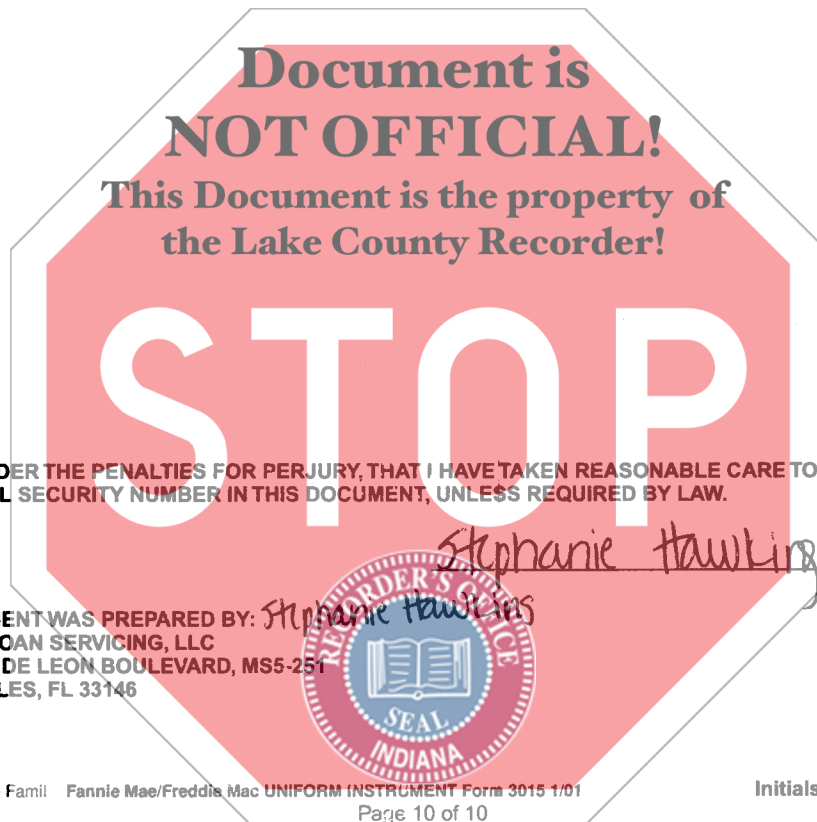 Document is
NOT OFFICIAL!
This Document is the property of
the Lake County Recorder!
STOP
DER THE PENALTIES FOR PERJURY, THAT I HAVE TAKEN REASONABLE CARE TO
L SECURITY NUMBER IN THIS DOCUMENT, UNLESS REQUIRED BY LAW.
Stephanie Hawkins
ENT WAS PREPARED BY: Stephanie Hawkins
OAN SERVICING, LLC
DE LEON BOULEVARD, MS5-251
LES, FL 33146
RECORDER'S OFFICE
SEAL
INDIANA
Famil Fannie Mae/Freddie Mac UNIFORM INSTRUMENT Form 3015 1/01 Initials
Page 10 of 10